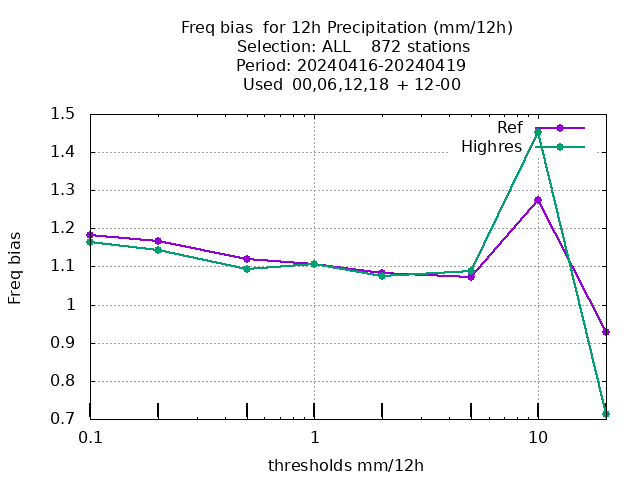 Freq bias  for 12h Precipitation (mm/12h)
Selection: ALL    872 stations
Period: 20240416-20240419
Used  00,06,12,18 + 12-00
1.5
Ref
Highres
1.4
1.3
1.2
1.1
1
0.9
0.8
0.7
Freq bias
0.1
1
10
thresholds mm/12h